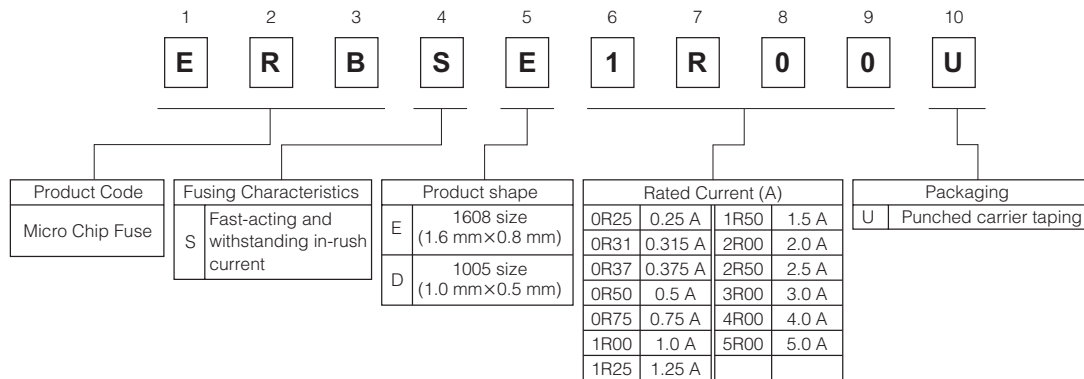 1 2 3 4 5 6 7 8 9 10
E R B S E 1 R 0 0 U
Product Code
Micro Chip Fuse
Fusing Characteristics
S Fast-acting and
withstanding in-rush
current
Product shape
E 1608 size
(1.6 mm×0.8 mm)
D 1005 size
(1.0 mm×0.5 mm)
Rated Current (A)
0R25 0.25 A 1R50 1.5 A
0R31 0.315 A 2R00 2.0 A
0R37 0.375 A 2R50 2.5 A
0R50 0.5 A 3R00 3.0 A
0R75 0.75 A 4R00 4.0 A
1R00 1.0 A 5R00 5.0 A
1R25 1.25 A
Packaging
U Punched carrier taping